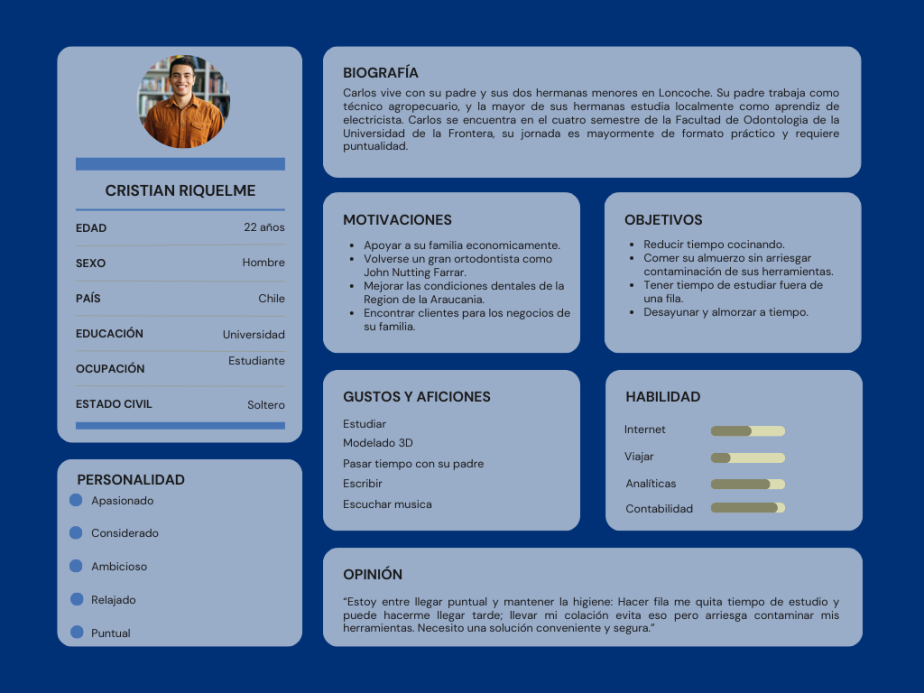 CRISTIAN RIQUELME
EDAD 22 años
SEXO Hombre
PAÍS Chile
EDUCACIÓN Universidad
OCUPACIÓN Estudiante
ESTADO CIVIL Soltero
PERSONALIDAD
Apasionado
Considerado
Ambicioso
Relajado
Puntual
BIOGRAFÍA
Carlos vive con su padre y sus dos hermanas menores en Loncoche. Su padre trabaja como
técnico agropecuario, y la mayor de sus hermanas estudia localmente como aprendiz de
electricista. Carlos se encuentra en el cuatro semestre de la Facultad de Odontologia de la
Universidad de la Frontera, su jornada es mayormente de formato práctico y requiere
puntualidad.
MOTIVACIONES
• Apoyar a su familia economicamente.
• Volverse un gran ortodontista como
John Nutting Farrar.
• Mejorar las condiciones dentales de la
Region de la Araucania.
• Encontrar clientes para los negocios de
su familia.
OBJETIVOS
• Reducir tiempo cocinando.
• Comer su almuerzo sin arriesgar
contaminación de sus herramientas.
• Tener tiempo de estudiar fuera de
una fila.
• Desayunar y almorzar a tiempo.
GUSTOS Y AFICIONES
Estudiar
Modelado 3D
Pasar tiempo con su padre
Escribir
Escuchar musica
HABILIDAD
Internet
Viajar
Analíticas
Contabilidad
OPINIÓN
“Estoy entre llegar puntual y mantener la higiene: Hacer fila me quita tiempo de estudio y
puede hacerme llegar tarde; llevar mi colación evita eso pero arriesga contaminar mis
herramientas. Necesito una solución conveniente y segura.”